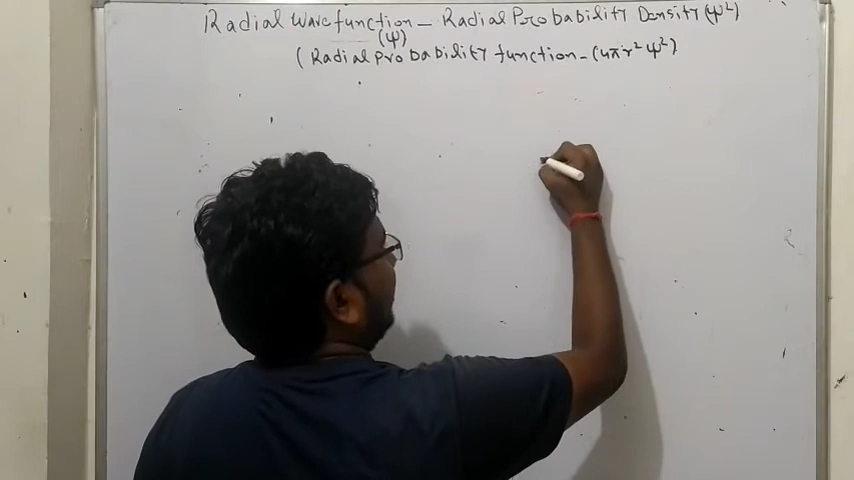 Radial Wavefunction - Radial Probability Density (ψ²)
(ψ)
(Radial Probability function - (4πr²ψ²)